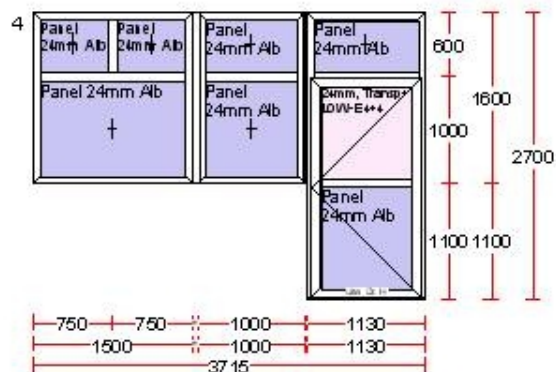 4
Panel
24mm Alb
Panel
24mm Alb
Panel
24mm Alb
Panel
24mm Alb
600
Panel 24mm Alb
Panel
24mm Alb
24mm, Transp+
LOW-E4+4
1000
1600
2700
Panel
24mm Alb
1100
1100
750
750
1000
1130
1500
1000
1130
3715